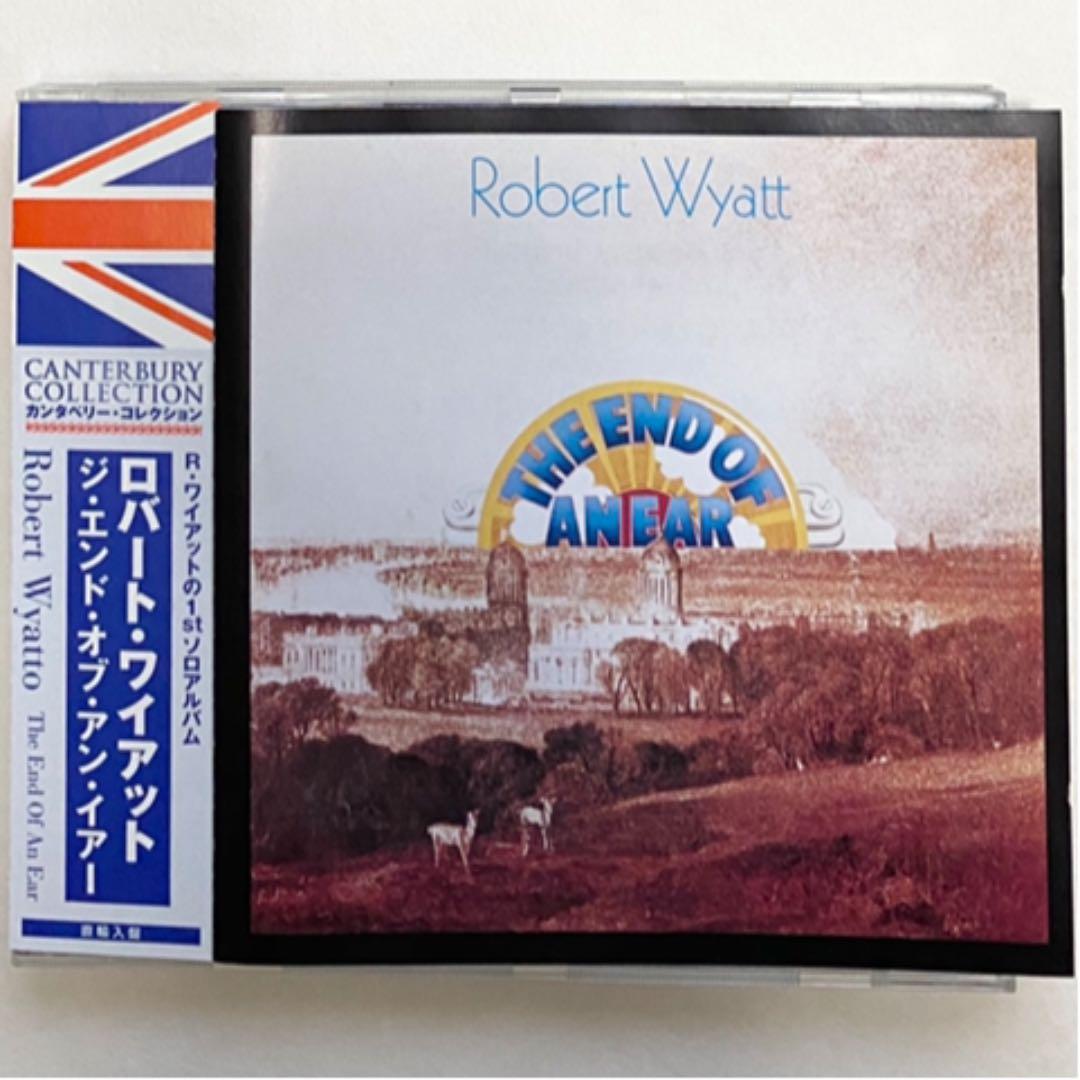 CANTERBURY
COLLECTION
カンタベリー・コレクション
R・ワイアットの1st ソロアルバム
ロバート・ワイアット
ジ・エンド・オブ・アン・イアー
Robert Wyatto The End Of An Ear
直輸入盤
Robert Wyatt
THE END OF
AN EAR